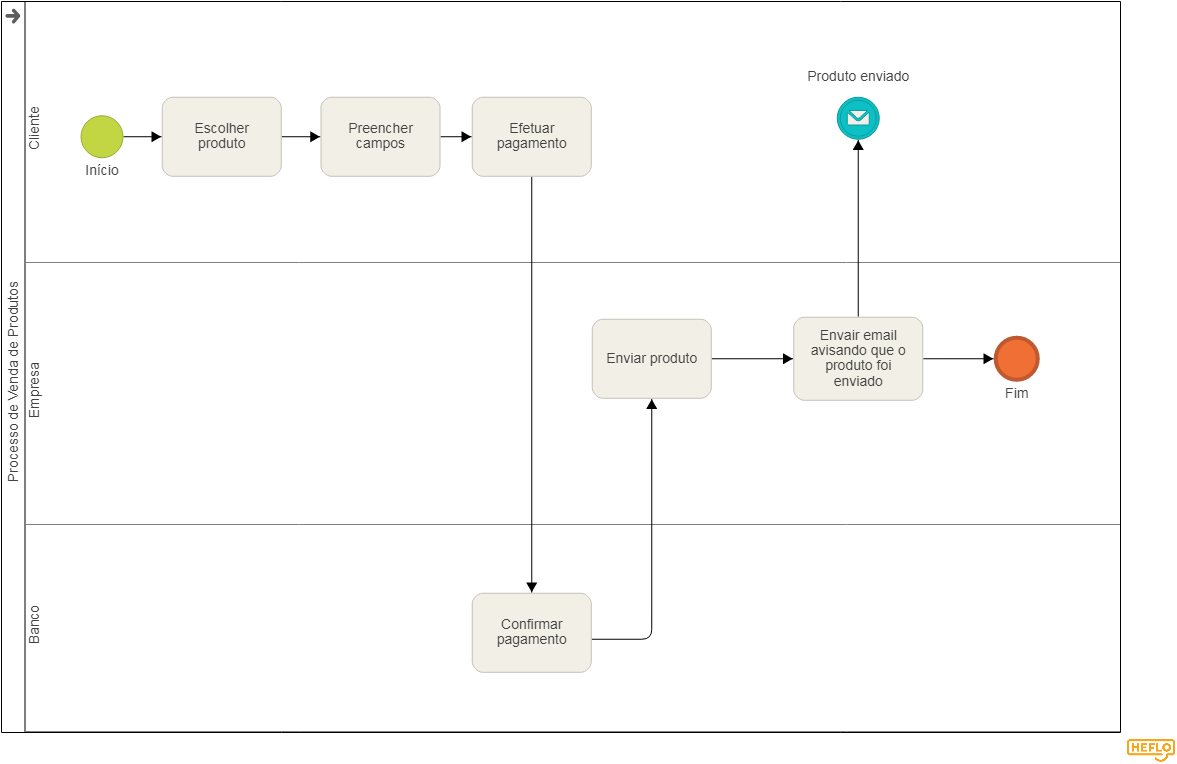 Processo de Venda de Produtos
Cliente
Início
Escolher
produto
Preencher
campos
Efetuar
pagamento
Produto enviado
Empresa
Enviar produto
Envair email
avisando que o
produto foi
enviado
Fim
Banco
Confirmar
pagamento
HEFLO